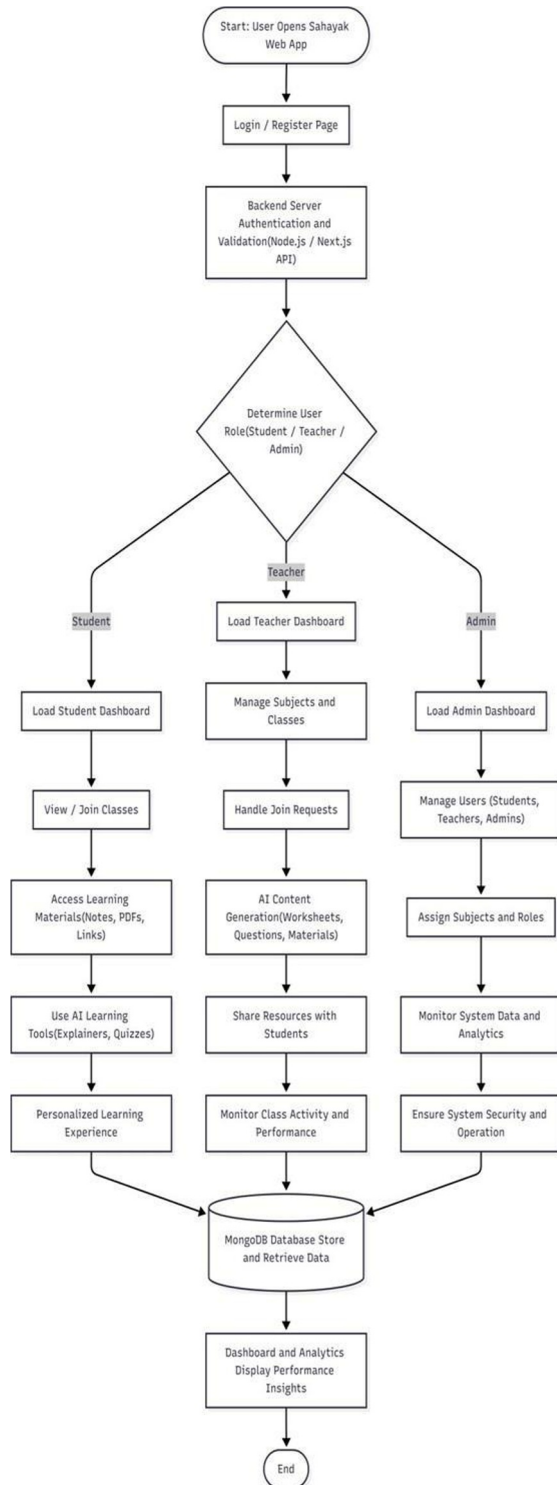 Start: User Opens Sahayak
Web App
Login / Register Page
Backend Server
Authentication and
Validation(Node.js / Next.js
API)
Determine User
Role(Student / Teacher /
Admin)
Student
Teacher
Admin
Load Student Dashboard
View / Join Classes
Access Learning
Materials(Notes, PDFs,
Links)
Use AI Learning
Tools(Explainers, Quizzes)
Personalized Learning
Experience
Load Teacher Dashboard
Manage Subjects and
Classes
Handle Join Requests
AI Content
Generation(Worksheets,
Questions, Materials)
Share Resources with
Students
Monitor Class Activity and
Performance
Load Admin Dashboard
Manage Users (Students,
Teachers, Admins)
Assign Subjects and Roles
Monitor System Data and
Analytics
Ensure System Security and
Operation
MongoDB Database Store
and Retrieve Data
Dashboard and Analytics
Display Performance
Insights
End